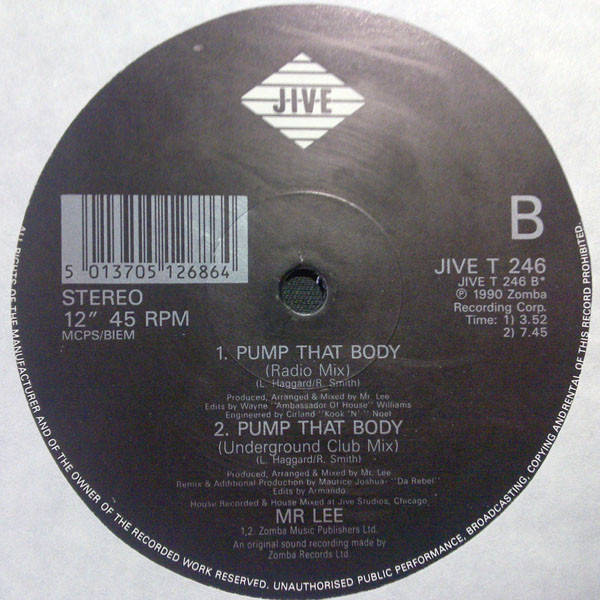 JIVE
B
5 013705 126864
STEREO
12" 45 RPM
MCPS/BIEM
JIVE T 246
JIVE T 246 B*
℗ 1990 Zomba
Recording Corp.
Time: 1) 3.52
2) 7.45
1. PUMP THAT BODY
(Radio Mix)
(L. Haggard/R. Smith)
Produced, Arranged & Mixed by Mr. Lee
Edits by Wayne "Ambassador Of House" Williams
Engineered by Cirland "Kook "N" " Noel
2. PUMP THAT BODY
(Underground Club Mix)
(L. Haggard/R. Smith)
Produced, Arranged & Mixed by Mr. Lee
Remix & Additional Production by Maurice Joshua- "Da Rebel"
Edits by Armando
House Recorded & House Mixed at Jive Studios, Chicago
MR LEE
1,2. Zomba Music Publishers Ltd.
An original sound recording made by
Zomba Records Ltd.
ALL RIGHTS OF THE MANUFACTURER AND OF THE OWNER OF THE RECORDED WORK RESERVED. UNAUTHORISED PUBLIC PERFORMANCE, BROADCASTING, COPYING AND RENTAL OF THIS RECORD PROHIBITED.